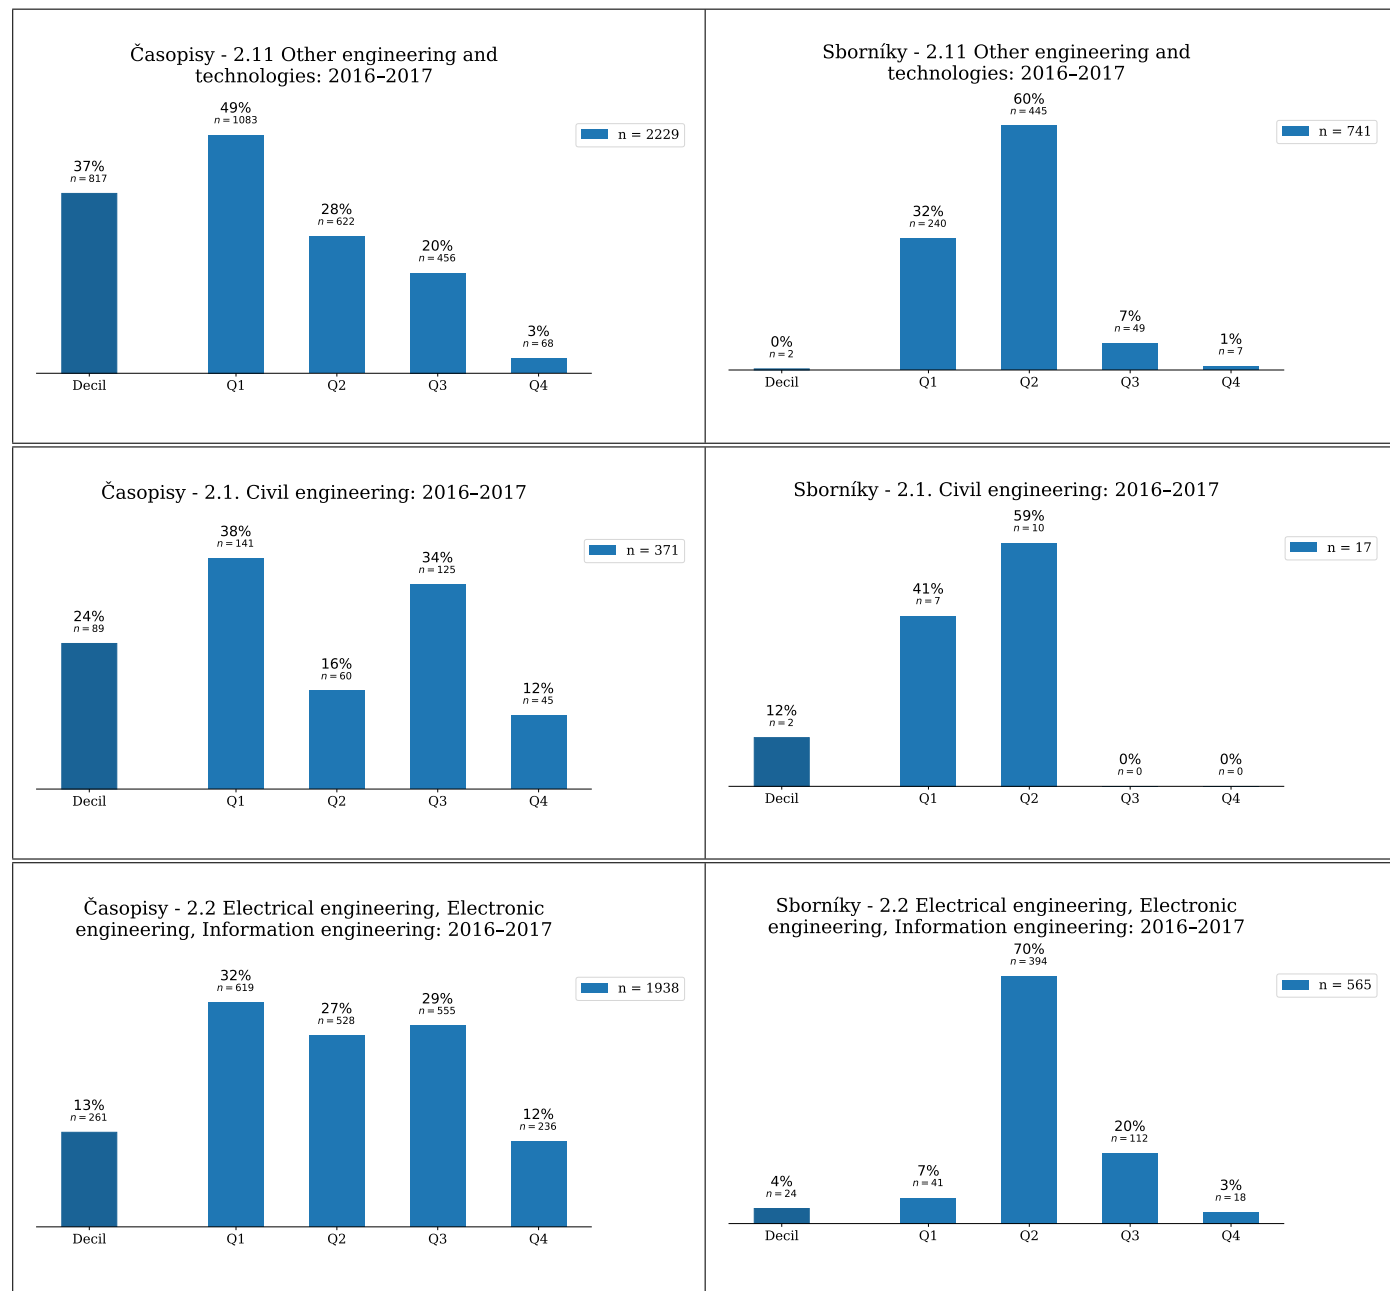 Časopisy - 2.11 Other engineering and
technologies: 2016–2017
49%
n = 1083
n = 2229
37%
n = 817
28%
n = 622
20%
n = 456
3%
n = 68
Decil
Q1
Q2
Q3
Q4
Sborníky - 2.11 Other engineering and
technologies: 2016–2017
60%
n = 445
n = 741
32%
n = 240
7%
n = 49
0%
n = 2
1%
n = 7
Decil
Q1
Q2
Q3
Q4
Časopisy - 2.1. Civil engineering: 2016–2017
38%
n = 141
n = 371
34%
n = 125
24%
n = 89
16%
n = 60
12%
n = 45
Decil
Q1
Q2
Q3
Q4
Sborníky - 2.1. Civil engineering: 2016–2017
59%
n = 10
n = 17
41%
n = 7
12%
n = 2
0%
n = 0
0%
n = 0
Decil
Q1
Q2
Q3
Q4
Časopisy - 2.2 Electrical engineering, Electronic
engineering, Information engineering: 2016–2017
32%
n = 619
n = 1938
27%
n = 528
29%
n = 555
13%
n = 261
12%
n = 236
Decil
Q1
Q2
Q3
Q4
Sborníky - 2.2 Electrical engineering, Electronic
engineering, Information engineering: 2016–2017
70%
n = 394
n = 565
20%
n = 112
4%
n = 24
7%
n = 41
3%
n = 18
Decil
Q1
Q2
Q3
Q4